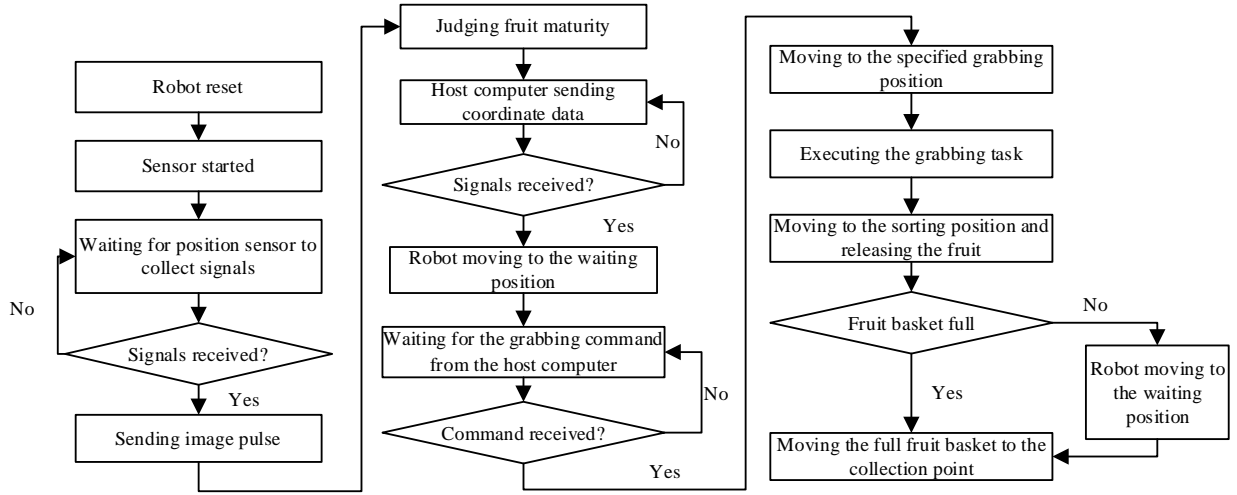 Robot reset
Sensor started
Waiting for position sensor to
collect signals
No
Signals received?
Yes
Sending image pulse
Judging fruit maturity
Host computer sending
coordinate data
No
Signals received?
Yes
Robot moving to the waiting
position
Waiting for the grabbing command
from the host computer
No
Command received?
Yes
Moving to the specified grabbing
position
Executing the grabbing task
Moving to the sorting position and
releasing the fruit
Fruit basket full
No
Yes
Robot moving to
the waiting
position
Moving the full fruit basket to the
collection point